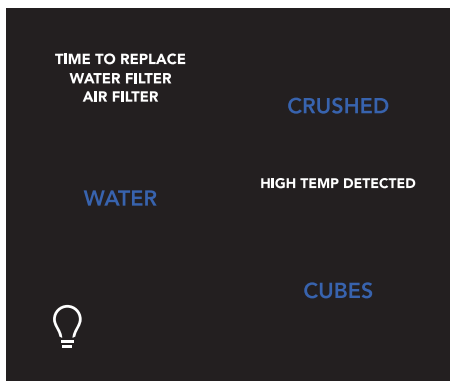 TIME TO REPLACE
WATER FILTER
AIR FILTER
CRUSHED
WATER
HIGH TEMP DETECTED
CUBES